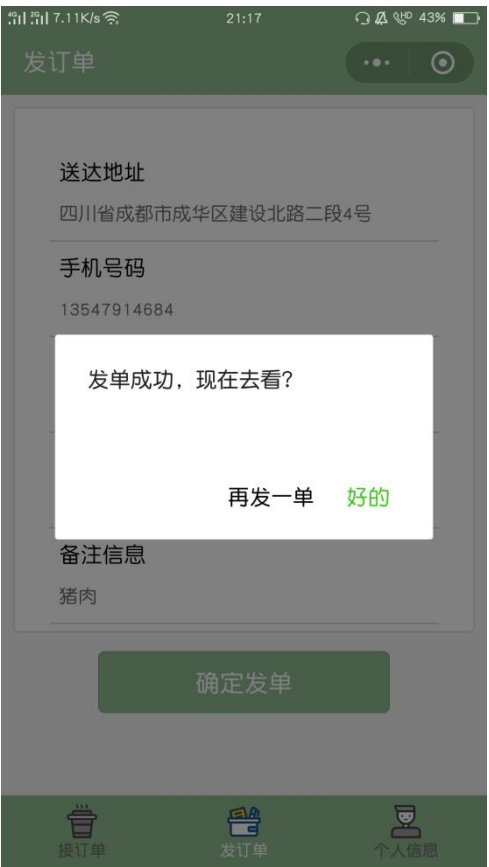 4G 2G 7.11K/s 21:17 HD 43%
发订单
送达地址
四川省成都市成华区建设北路二段4号
手机号码
13547914684
发单成功，现在去看？
再发一单 好的
备注信息
猪肉
确定发单
接订单 发订单 个人信息